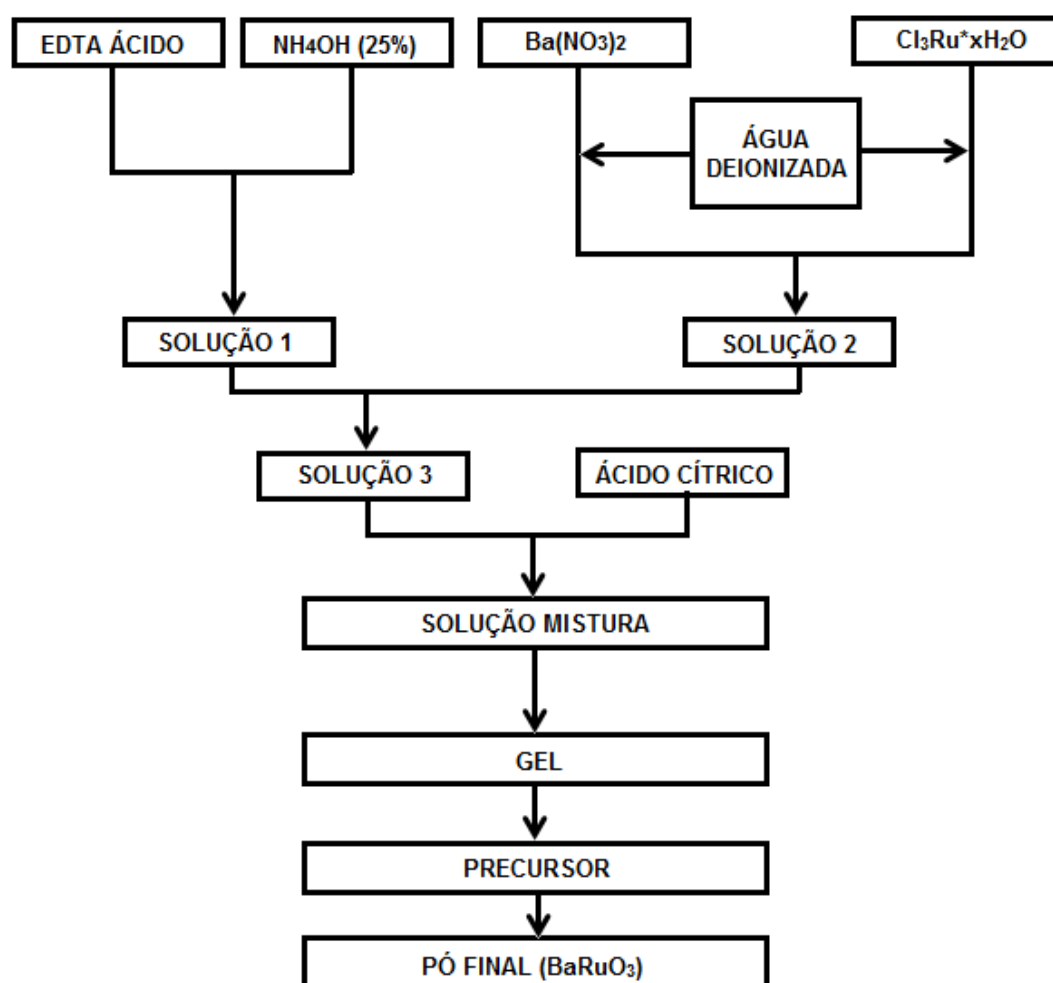 EDTA ÁCIDO
NH4OH (25%)
Ba(NO3)2
Cl3Ru*xH2O
ÁGUA
DEIONIZADA
SOLUÇÃO 1
SOLUÇÃO 2
SOLUÇÃO 3
ÁCIDO CÍTRICO
SOLUÇÃO MISTURA
GEL
PRECURSOR
PÓ FINAL (BaRuO3)